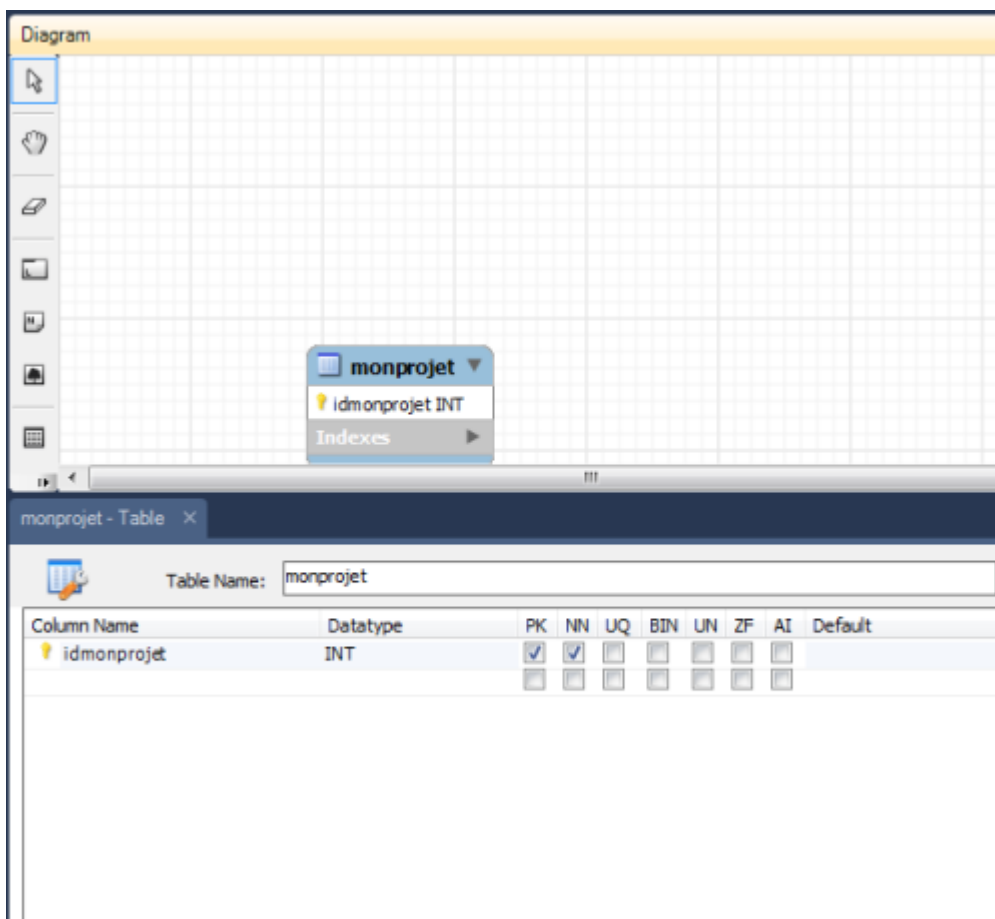 Diagram
monprojet
idmonprojet INT
Indexes
monprojet - Table
Table Name: monprojet
Column Name Datatype PK NN UQ BIN UN ZF AI Default
idmonprojet INT